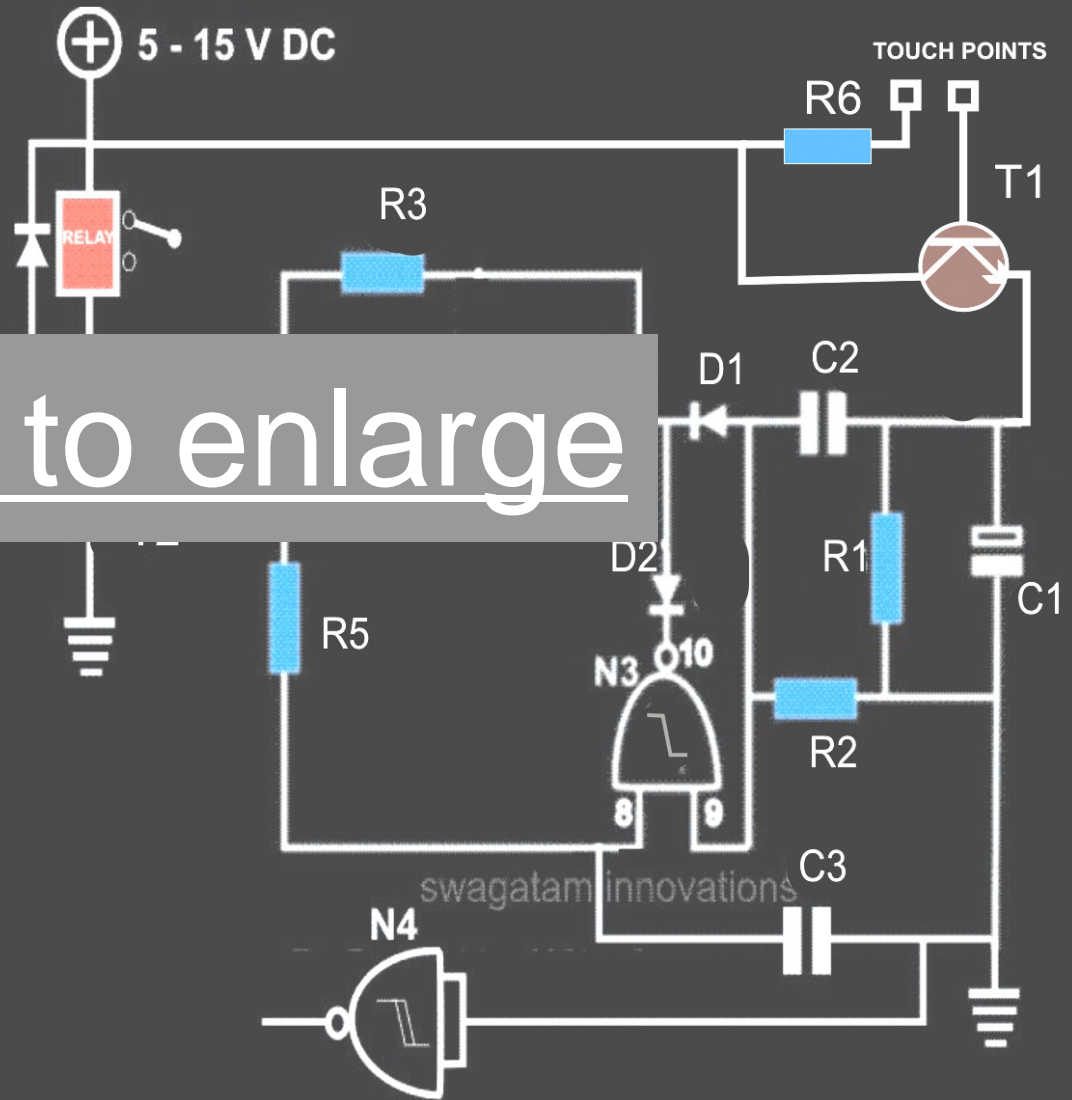 5 - 15 V DC
TOUCH POINTS
R6
T1
R3
RELAY
D1
C2
to enlarge
D2
R1
C1
R5
N3
10
R2
8
9
C3
swagatam innovations
N4